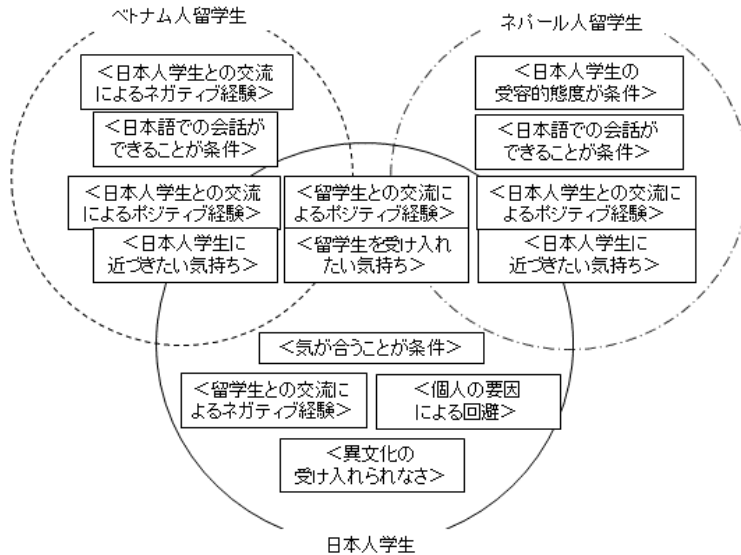 ベトナム人留学生
ネパール人留学生
<日本人学生との交流
によるネガティブ経験>
<日本人学生の
受容的態度が条件>
<日本語での会話が
できることが条件>
<日本語での会話が
できることが条件>
<日本人学生との交流
によるポジティブ経験>
<留学生との交流に
よるポジティブ経験>
<日本人学生との交流に
よるポジティブ経験>
<日本人学生に
近づきたい気持ち>
<留学生を受け入れ
たい気持ち>
<日本人学生に
近づきたい気持ち>
<気が合うことが条件>
<留学生との交流に
よるネガティブ経験>
<個人の要因
による回避>
<異文化の
受け入れられなさ>
日本人学生